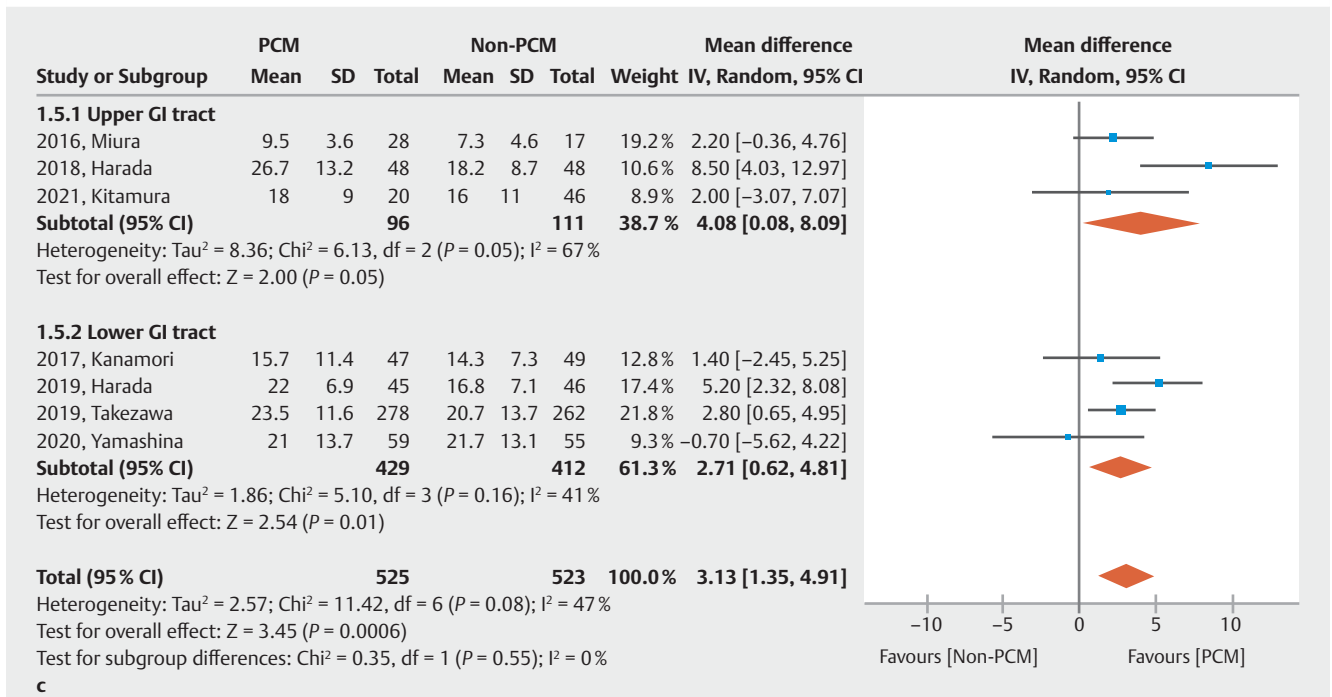 PCM Non-PCM Mean difference Mean difference
Study or Subgroup Mean SD Total Mean SD Total Weight IV, Random, 95% CI IV, Random, 95% CI
1.5.1 Upper GI tract
2016, Miura 9.5 3.6 28 7.3 4.6 17 19.2% 2.20 [−0.36, 4.76]
2018, Harada 26.7 13.2 48 18.2 8.7 48 10.6% 8.50 [4.03, 12.97]
2021, Kitamura 18 9 20 16 11 46 8.9% 2.00 [−3.07, 7.07]
Subtotal (95% CI) 96 111 38.7 % 4.08 [0.08, 8.09]
Heterogeneity: Tau² = 8.36; Chi² = 6.13, df = 2 (P = 0.05); I² = 67%
Test for overall effect: Z = 2.00 (P = 0.05)
1.5.2 Lower GI tract
2017, Kanamori 15.7 11.4 47 14.3 7.3 49 12.8% 1.40 [−2.45, 5.25]
2019, Harada 22 6.9 45 16.8 7.1 46 17.4% 5.20 [2.32, 8.08]
2019, Takezawa 23.5 11.6 278 20.7 13.7 262 21.8% 2.80 [0.65, 4.95]
2020, Yamashina 21 13.7 59 21.7 13.1 55 9.3% −0.70 [−5.62, 4.22]
Subtotal (95% CI) 429 412 61.3% 2.71 [0.62, 4.81]
Heterogeneity: Tau² = 1.86; Chi² = 5.10, df = 3 (P = 0.16); I² = 41%
Test for overall effect: Z = 2.54 (P = 0.01)
Total (95% CI) 525 523 100.0% 3.13 [1.35, 4.91]
Heterogeneity: Tau² = 2.57; Chi² = 11.42, df = 6 (P = 0.08); I² = 47%
Test for overall effect: Z = 3.45 (P = 0.0006)
Test for subgroup differences: Chi² = 0.35, df = 1 (P = 0.55); I² = 0%
−10 −5 0 5 10
Favours [Non-PCM] Favours [PCM]
c